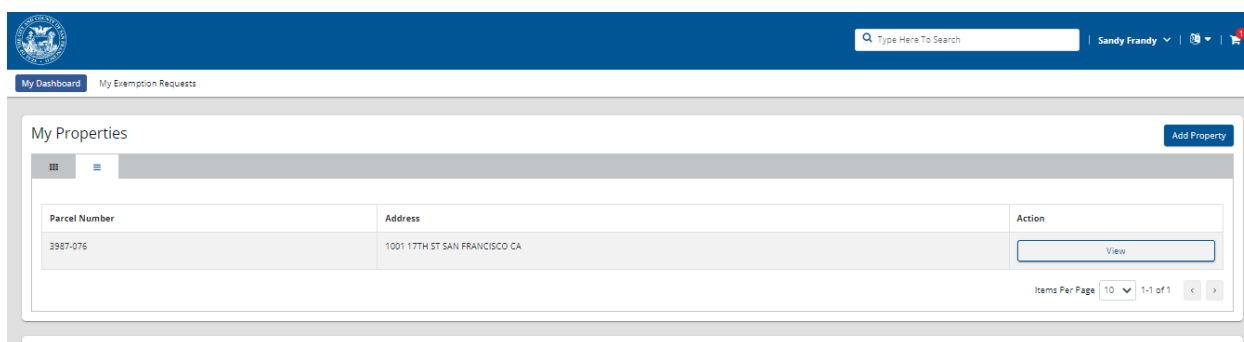 Type Here To Search
Sandy Frandy
1
My Dashboard
My Exemption Requests
My Properties
Add Property
Parcel Number
Address
Action
3987-076
1001 17TH ST SAN FRANCISCO CA
View
Items Per Page 10 1-1 of 1